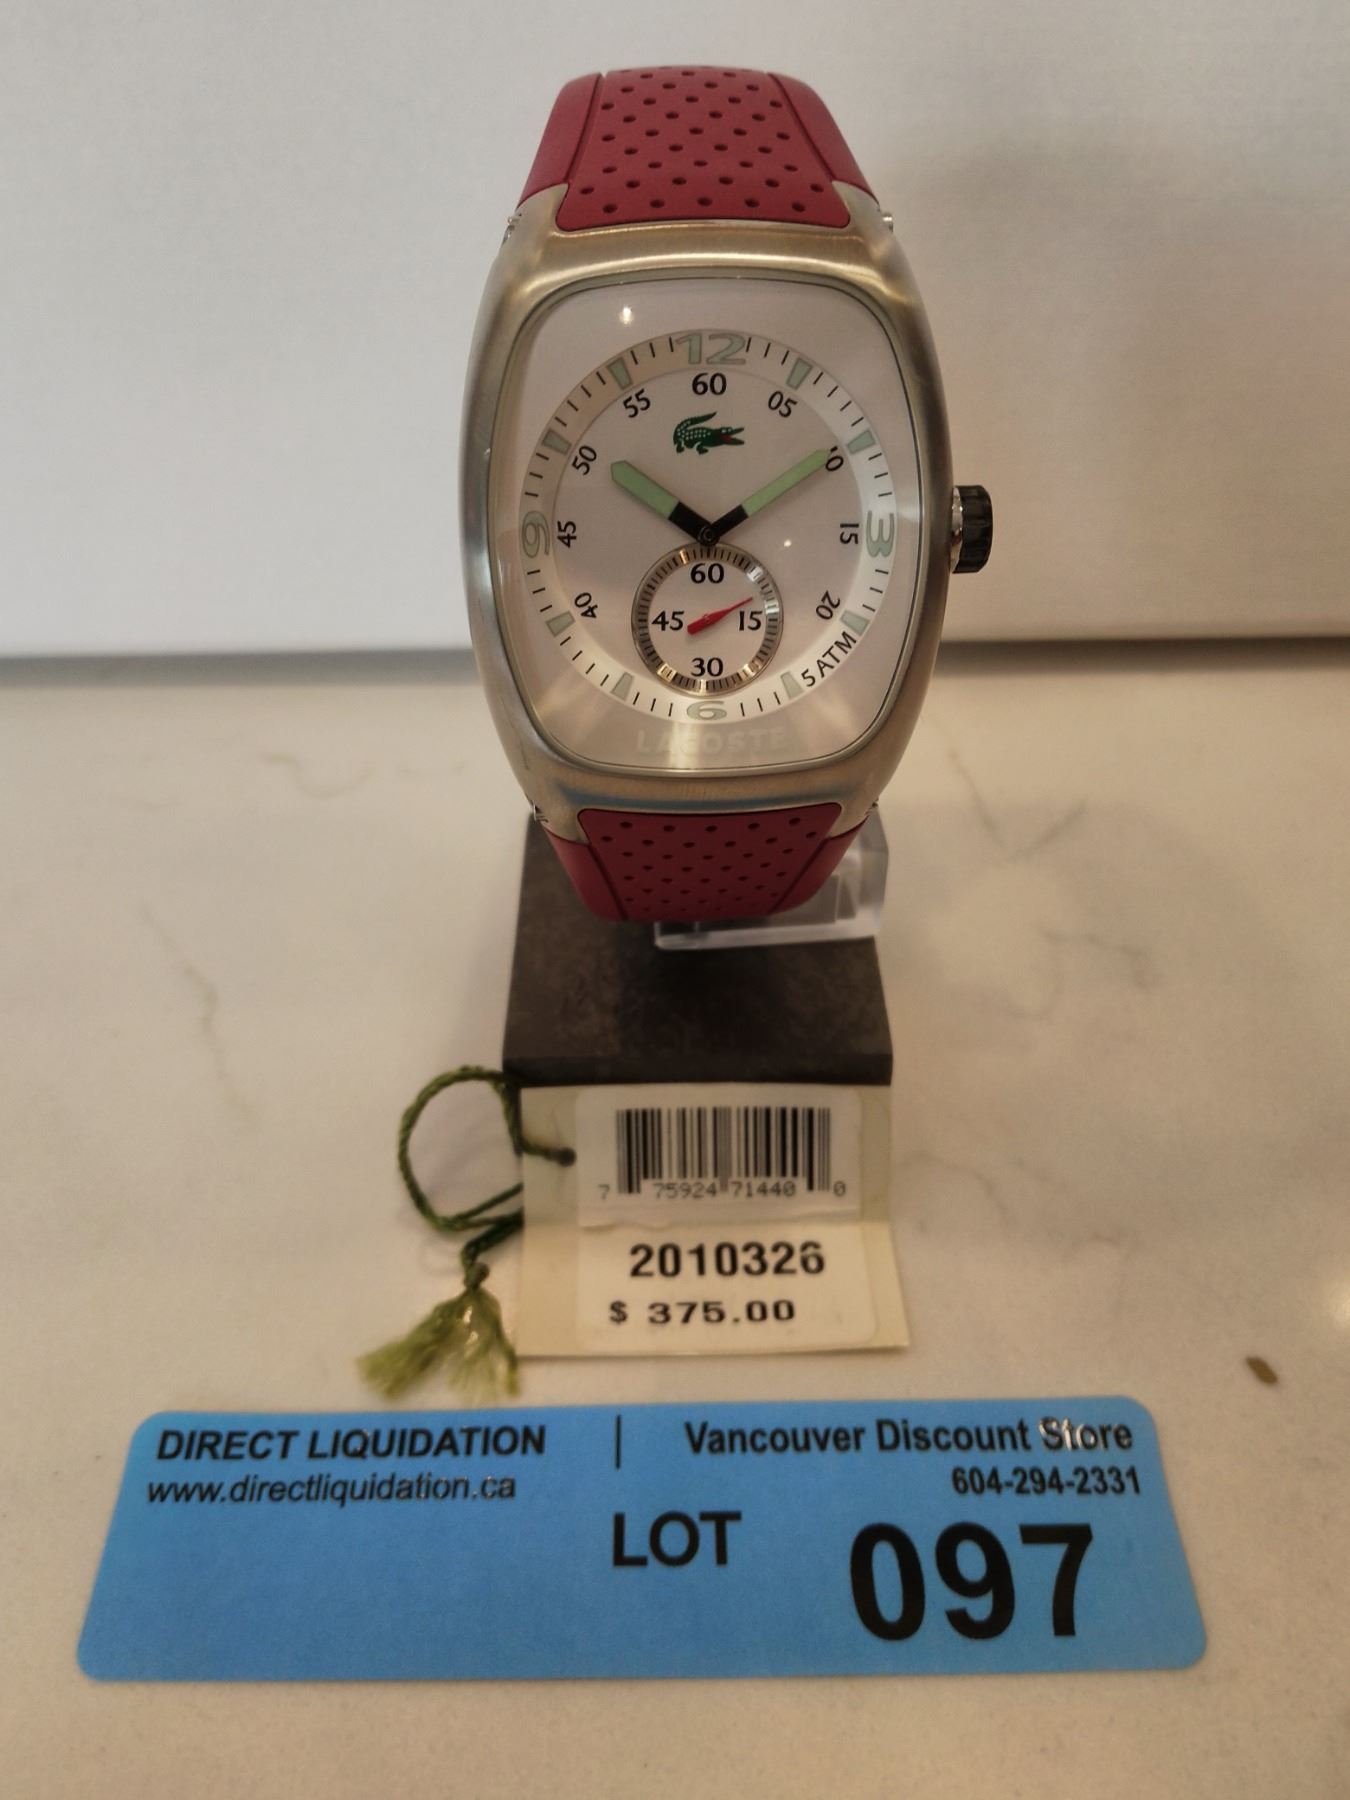 12
60
55 05
50 10
9 45 15 3
60
45 15
30
40 20
5 ATM
6
LACOSTE
7 75924 71440 0
2010326
$ 375.00
DIRECT LIQUIDATION | Vancouver Discount Store
www.directliquidation.ca 604-294-2331
LOT 097